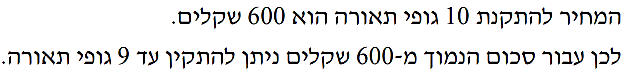 המחיר להתקנת 10 גופי תאורה הוא 600 שקלים.
לכן עבור סכום הנמוך מ-600 שקלים ניתן להתקין עד 9 גופי תאורה.